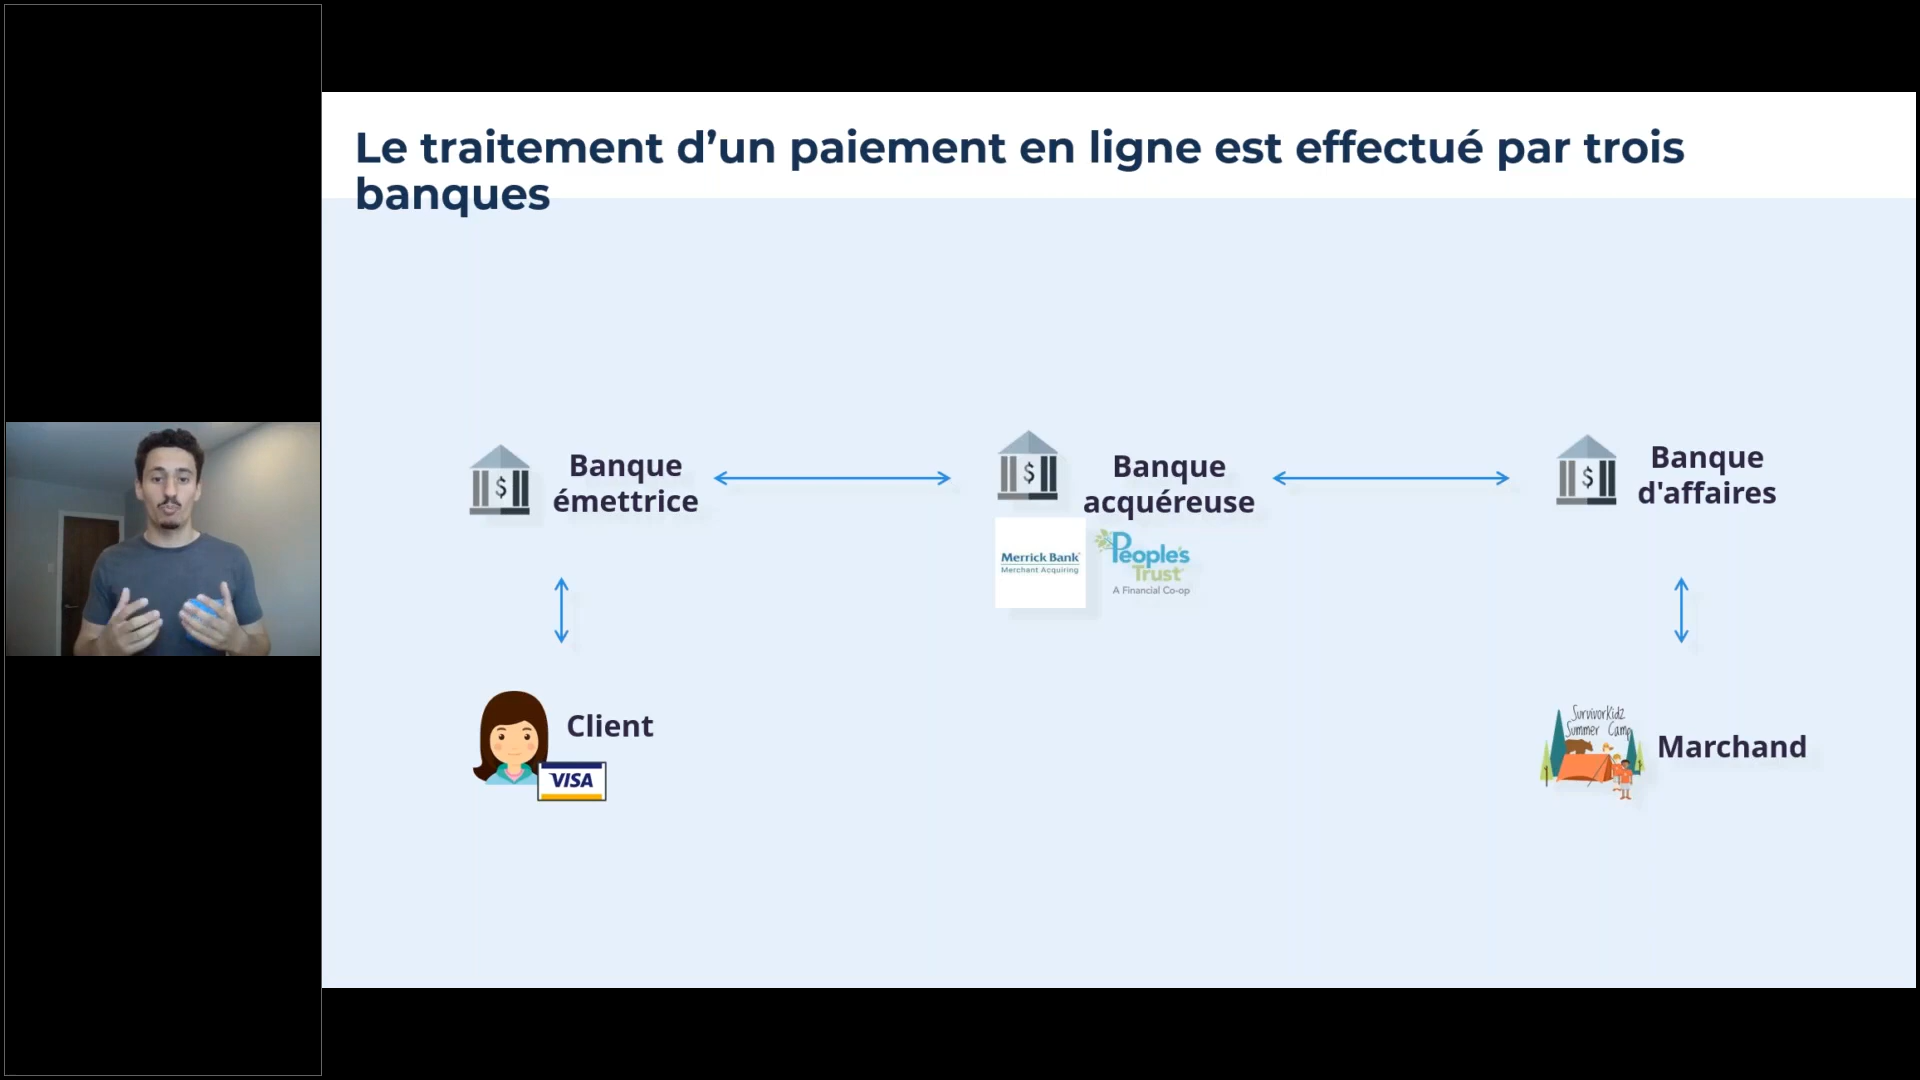 Le traitement d’un paiement en ligne est effectué par trois
banques
Banque
émettrice
$
Banque
acquéreuse
$
Merrick Bank
Merchant Acquiring
People's
Trust
A Financial Co-op
Banque
d'affaires
$
Client
VISA
SurvivorKidz
Summer Camp
Marchand